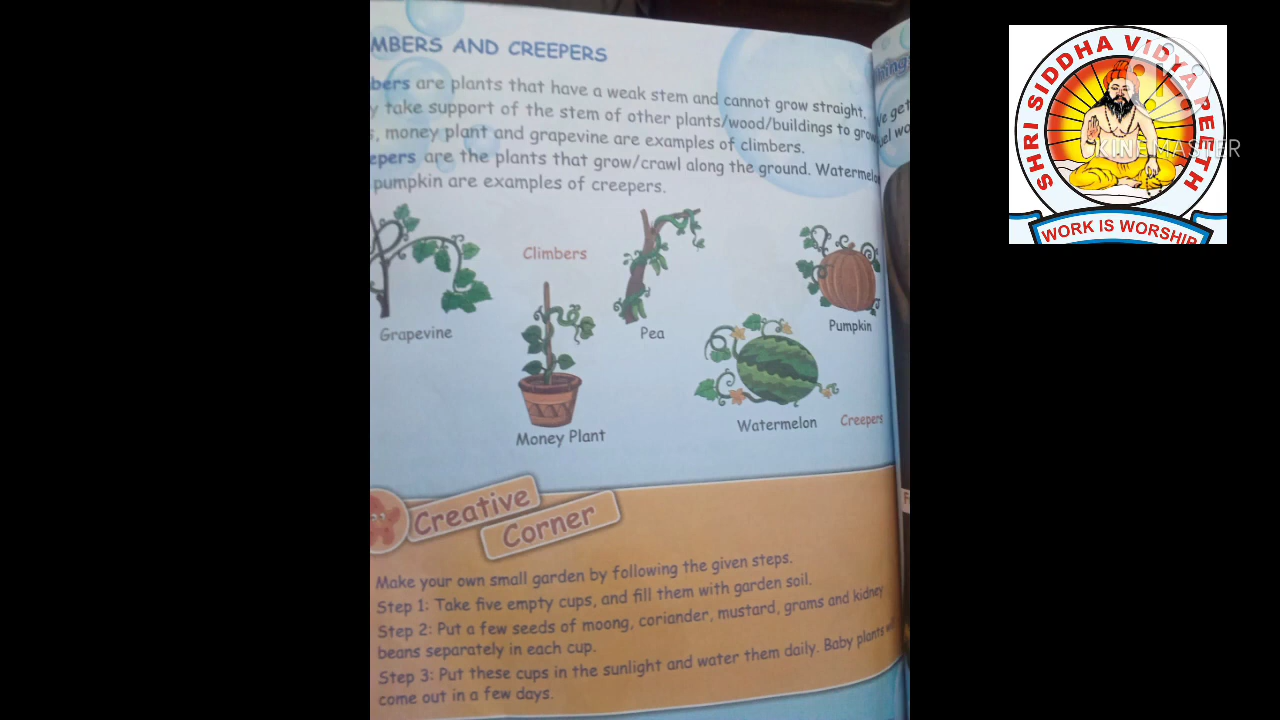 MBERS AND CREEPERS
bers are plants that have a weak stem and cannot grow straight.
y take support of the stem of other plants/wood/buildings to grow
s, money plant and grapevine are examples of climbers.
epers are the plants that grow/crawl along the ground. Watermelo
pumpkin are examples of creepers.
Climbers
Grapevine
Pea
Pumpkin
Money Plant
Watermelon
Creepers
Creative
Corner
Make your own small garden by following the given steps.
Step 1: Take five empty cups, and fill them with garden soil.
Step 2: Put a few seeds of moong, coriander, mustard, grams and kidney
beans separately in each cup.
Step 3: Put these cups in the sunlight and water them daily. Baby plants
come out in a few days.
SHRI SIDDHA VIDYA PEETH
WORK IS WORSHIP
KINEMASTER